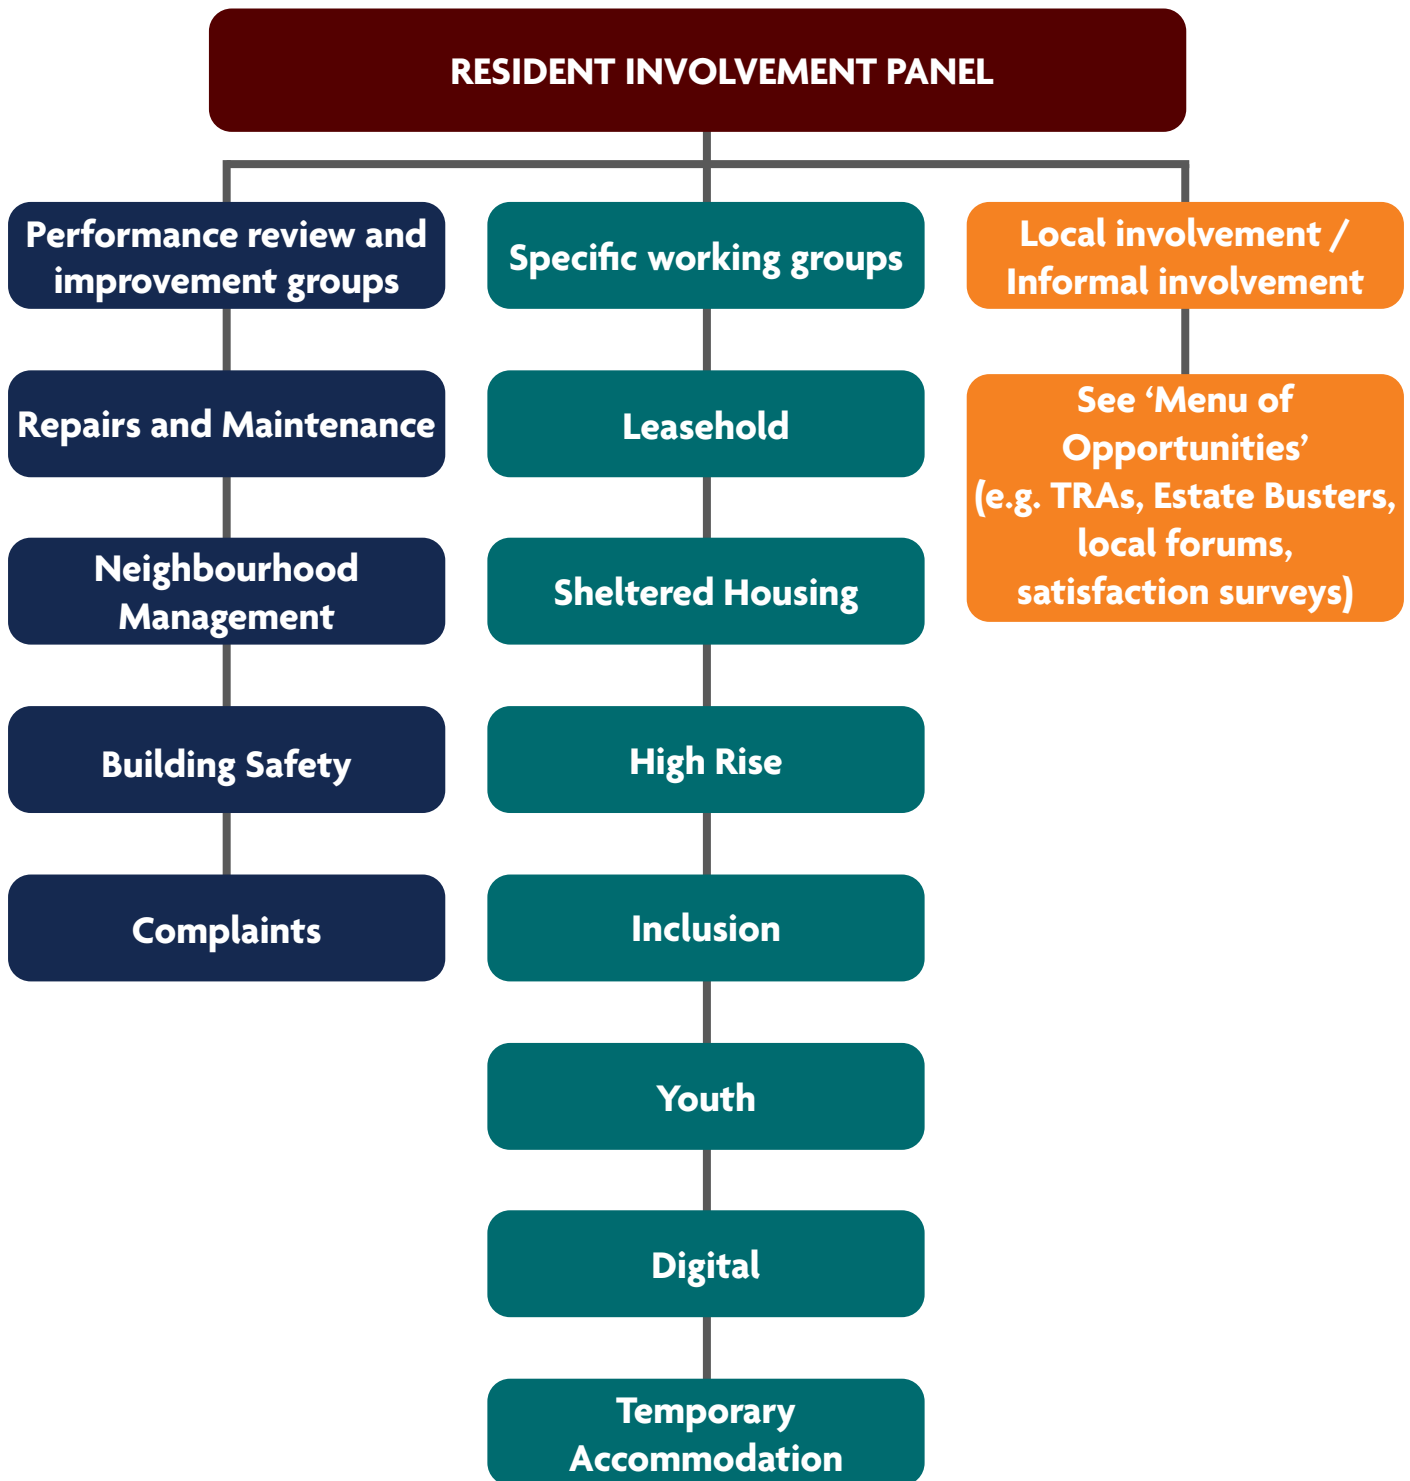 RESIDENT INVOLVEMENT PANEL
Performance review and
improvement groups
Repairs and Maintenance
Neighbourhood
Management
Building Safety
Complaints
Specific working groups
Leasehold
Sheltered Housing
High Rise
Inclusion
Youth
Digital
Temporary
Accommodation
Local involvement /
Informal involvement
See ‘Menu of
Opportunities’
(e.g. TRAs, Estate Busters,
local forums,
satisfaction surveys)